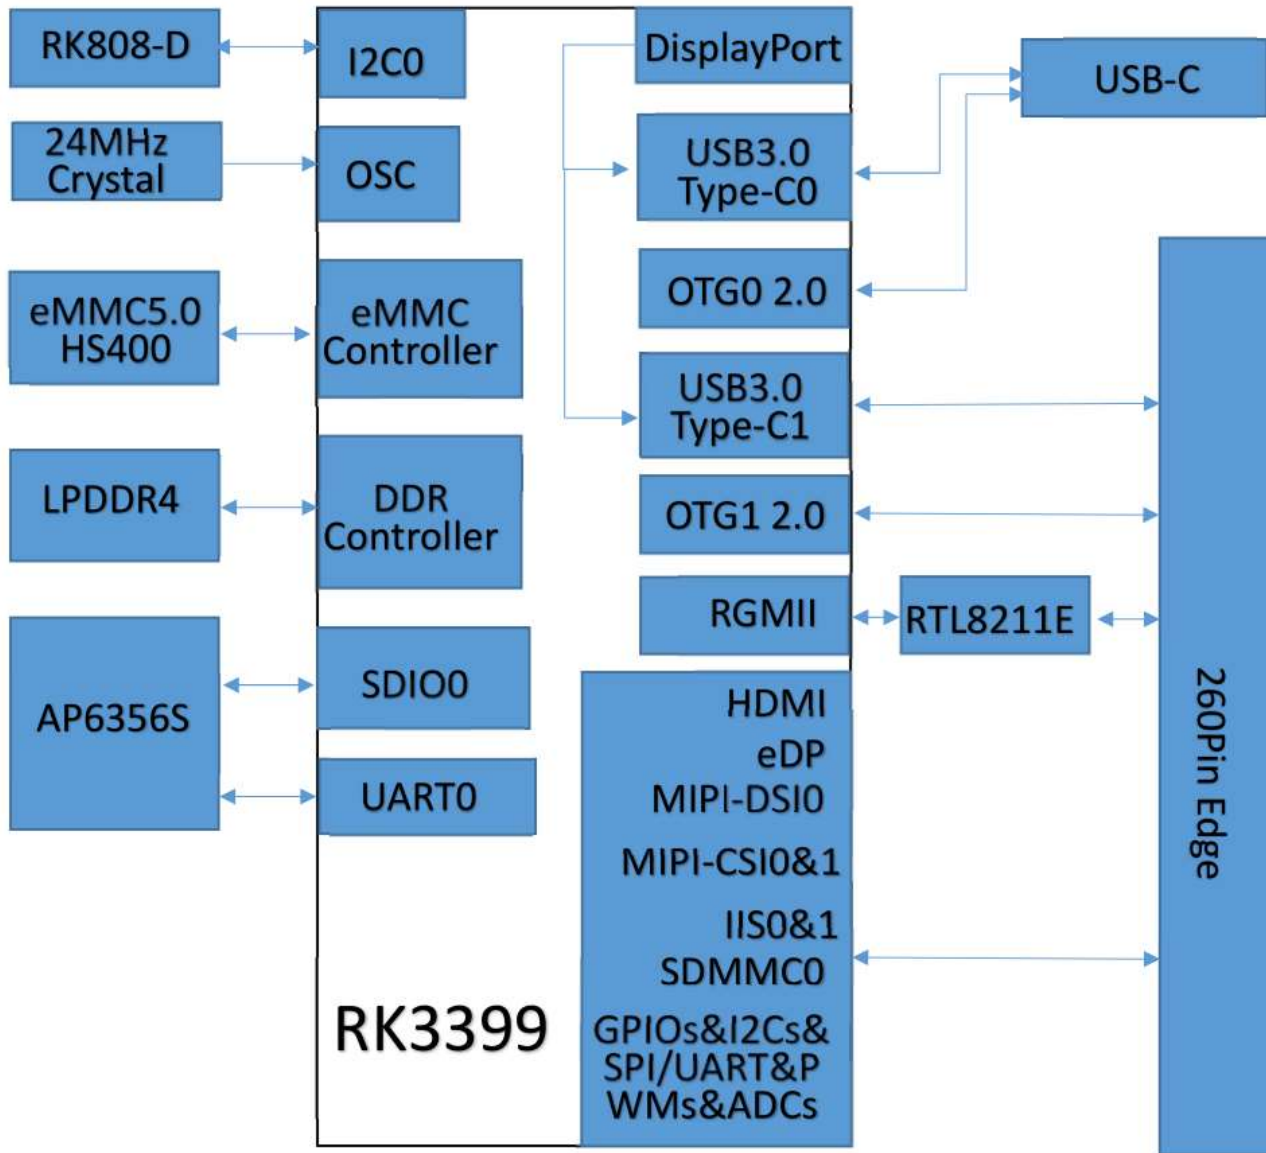 RK808-D
I2C0
DisplayPort
USB-C
24MHz
Crystal
OSC
USB3.0
Type-C0
eMMC5.0
HS400
eMMC
Controller
OTG0 2.0
USB3.0
Type-C1
LPDDR4
DDR
Controller
OTG1 2.0
RGMII
RTL8211E
260Pin Edge
AP6356S
SDIO0
UART0
HDMI
eDP
MIPI-DSI0
MIPI-CSI0&1
IIS0&1
SDMMC0
GPIOs&I2Cs&
SPI/UART&P
WMs&ADCs
RK3399